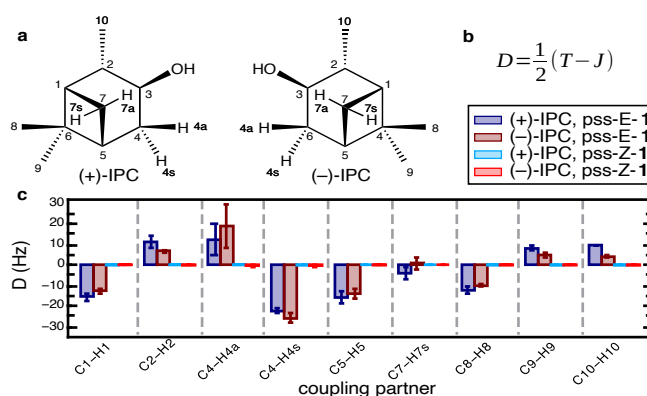 a
10
2
OH
1
3
7
H
H
7s
7a
8
6
4
H 4a
5
9
H
4s
(+)-IPC
10
HO
2
1
3
7
H
H
7s
7a
4a H
6
4
8
5
H
9
4s
(−)-IPC
b
D=1/2(T−J)
(+)-IPC, pss-E-1
(−)-IPC, pss-E-1
(+)-IPC, pss-Z-1
(−)-IPC, pss-Z-1
c
D (Hz)
30
20
10
0
−10
−20
−30
C1–H1
C2–H2
C4–H4a
C4–H4s
C5–H5
C7–H7s
C8–H8
C9–H9
C10–H10
coupling partner